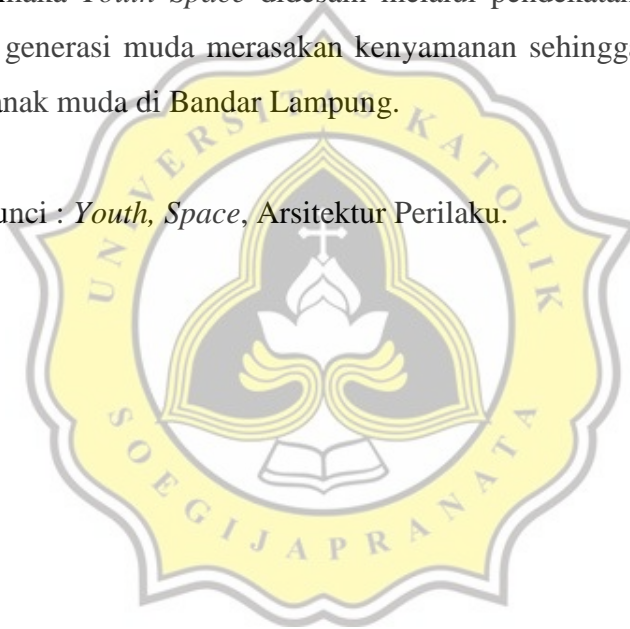 maka Youth Space didesain melalui pendekatan
generasi muda merasakan kenyamanan sehingga
anak muda di Bandar Lampung.
unci : Youth, Space, Arsitektur Perilaku.
UNIVERSITAS KATOLIK
SOEGIJAPRANATA